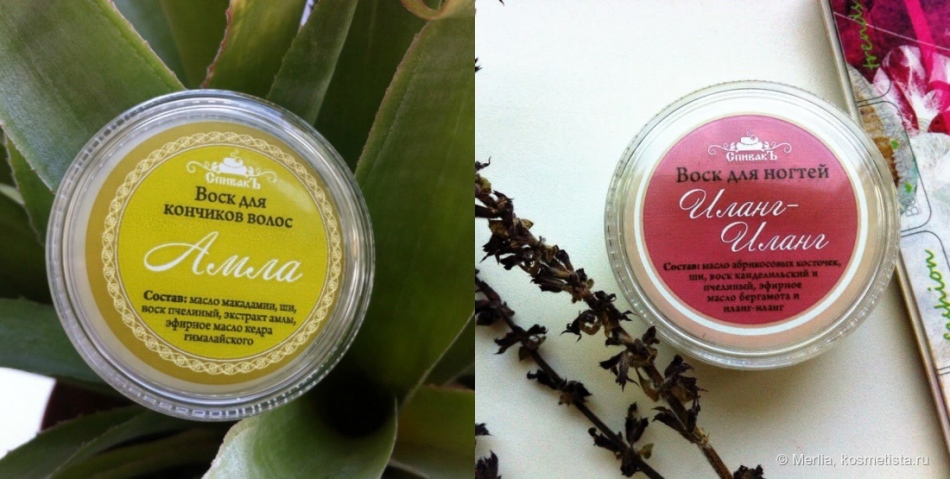 СпивакЪ
Воск для
кончиков волос
Амла
Состав: масло макадамии, ши,
воск пчелиный, экстракт амлы,
эфирное масло кедра
гималайского
СпивакЪ
Воск для ногтей
Иланг-
Иланг
Состав: масло абрикосовых косточек,
ши, воск канделильский и
пчелиный, эфирное
масло бергамота и
иланг-иланг
trends
© Merlia, kosmetista.ru